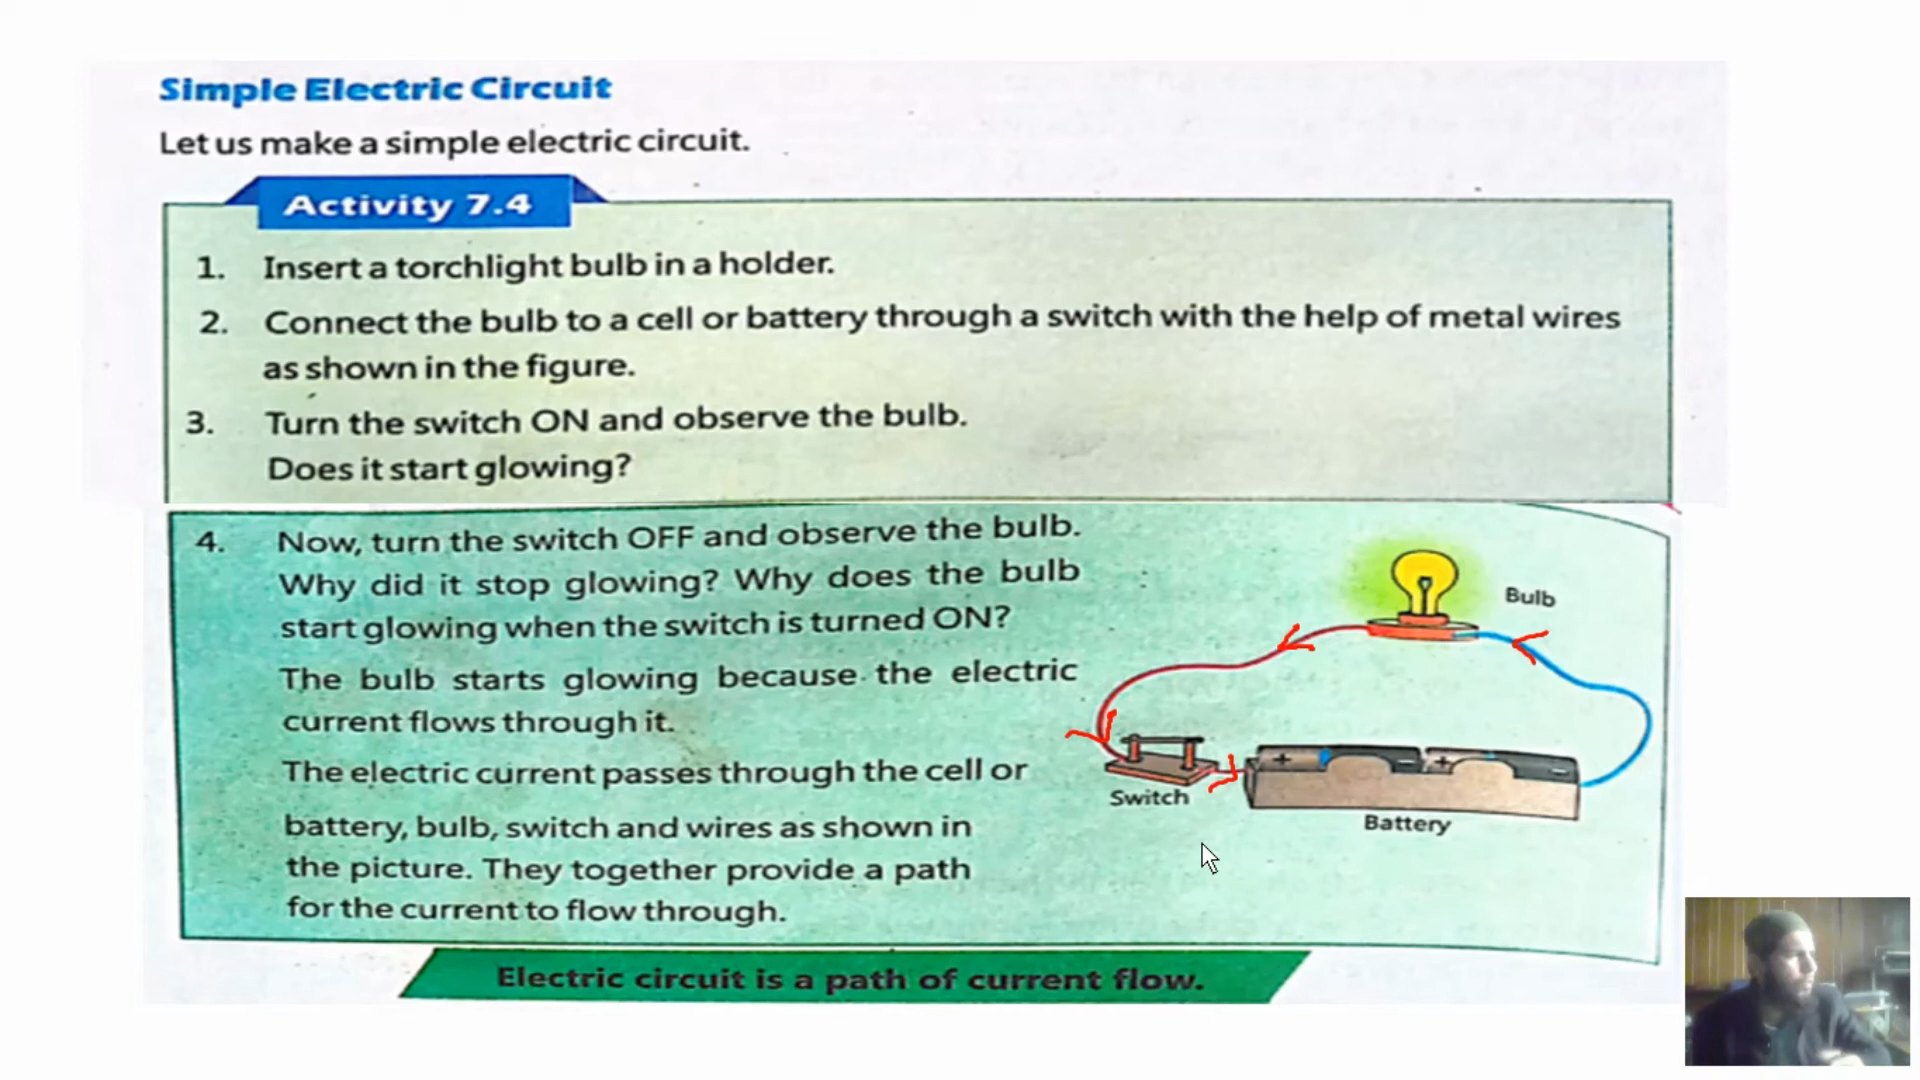 Simple Electric Circuit
Let us make a simple electric circuit.
Activity 7.4
1. Insert a torchlight bulb in a holder.
2. Connect the bulb to a cell or battery through a switch with the help of metal wires
as shown in the figure.
3. Turn the switch ON and observe the bulb.
Does it start glowing?
4. Now, turn the switch OFF and observe the bulb.
Why did it stop glowing? Why does the bulb
start glowing when the switch is turned ON?
The bulb starts glowing because the electric
current flows through it.
The electric current passes through the cell or
battery, bulb, switch and wires as shown in
the picture. They together provide a path
for the current to flow through.
Bulb
+ - + -
Switch
Battery
Electric circuit is a path of current flow.